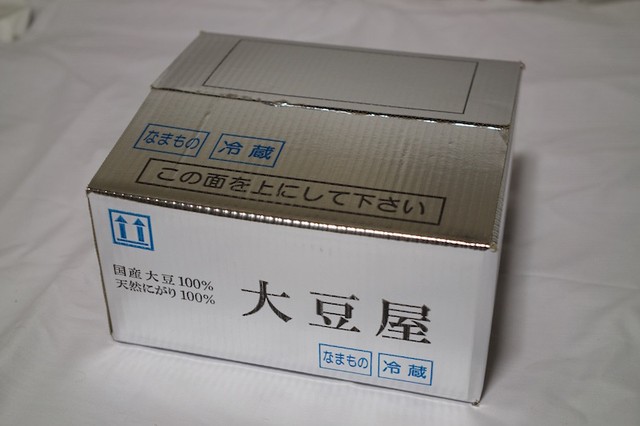 なまもの
冷蔵
この面を上にして下さい
国産大豆100%
天然にがり100%
大豆屋
なまもの
冷蔵